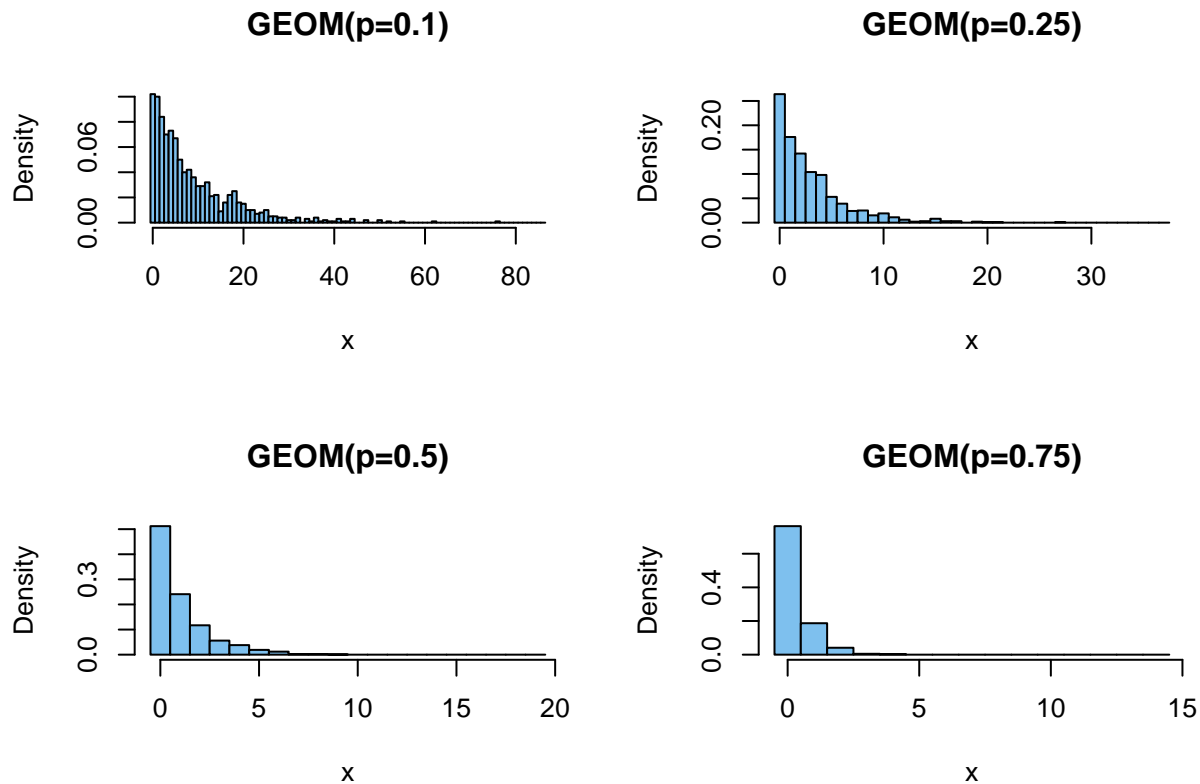 GEOM(p=0.1)
Density
0.00 0.06
0 20 40 60 80
x
GEOM(p=0.25)
Density
0.00 0.20
0 10 20 30
x
GEOM(p=0.5)
Density
0.0 0.3
0 5 10 15 20
x
GEOM(p=0.75)
Density
0.0 0.4
0 5 10 15
x